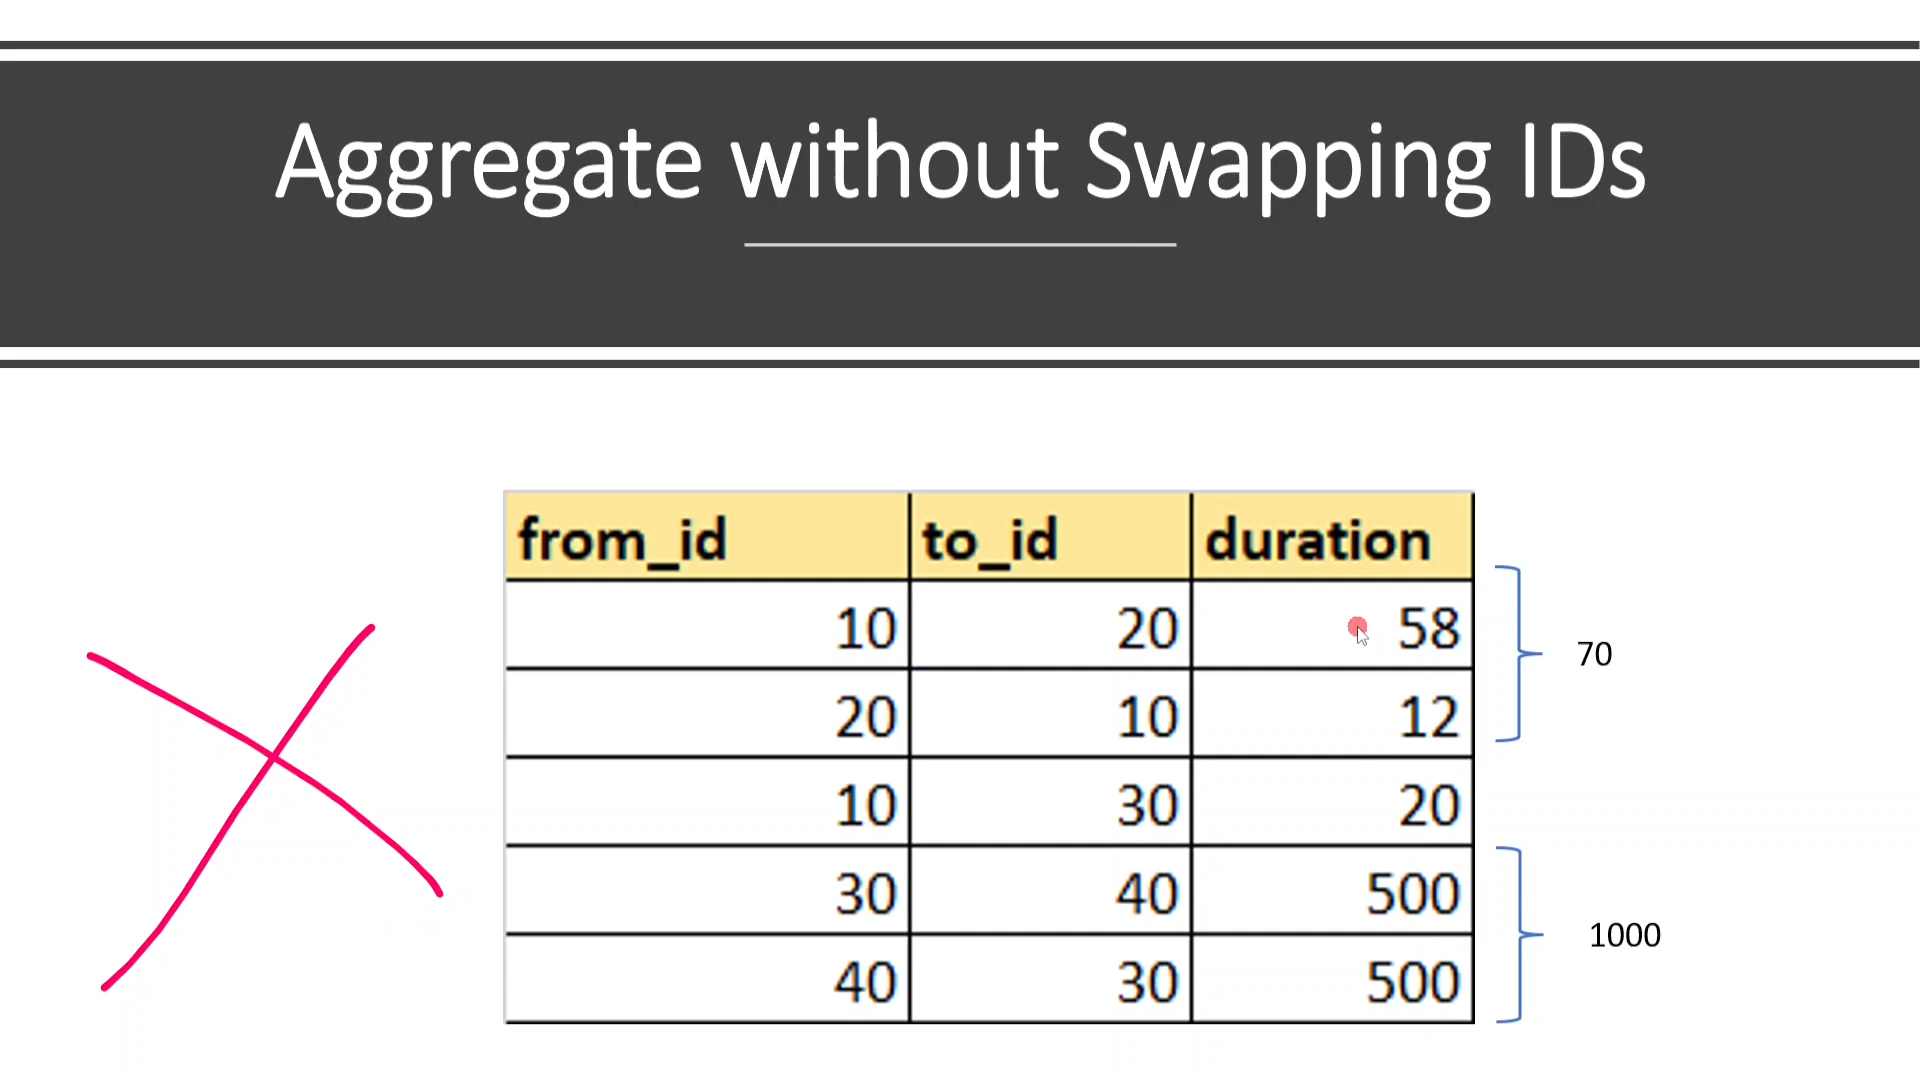 Aggregate without Swapping IDs
from_id to_id duration
10 20 58
20 10 12
70
10 30 20
30 40 500
40 30 500
1000